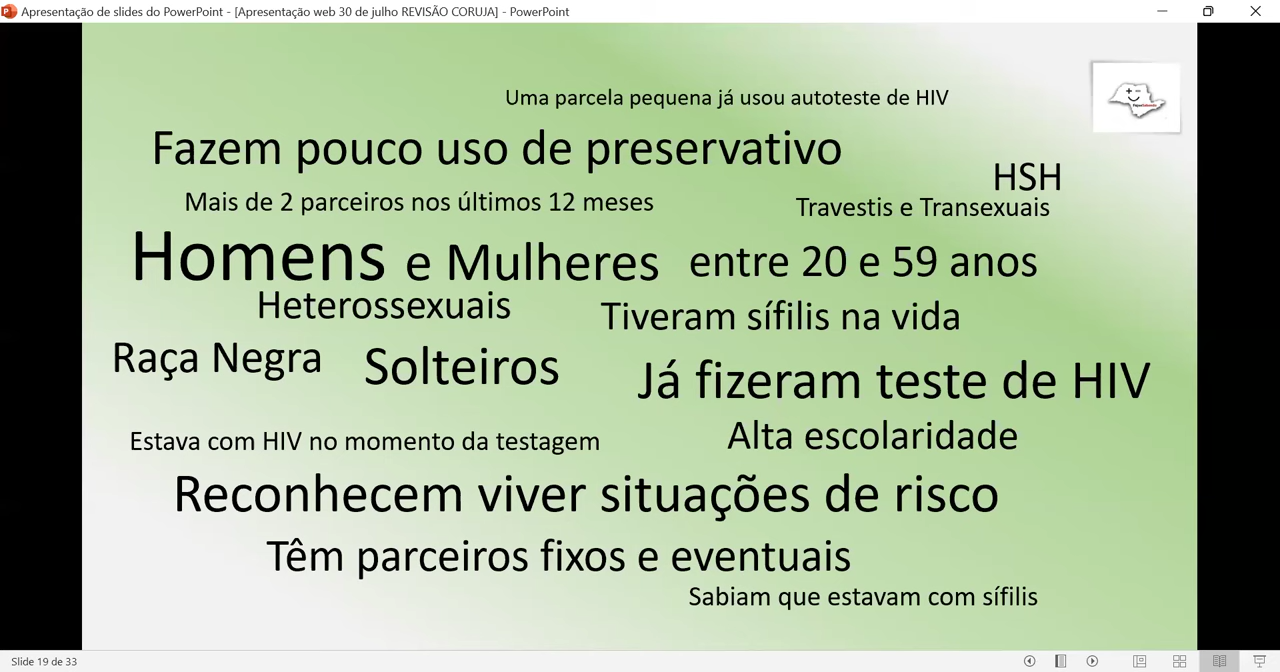 Apresentação de slides do PowerPoint - [Apresentação web 30 de julho REVISÃO CORUJA] - PowerPoint
Uma parcela pequena já usou autoteste de HIV
Fazem pouco uso de preservativo
HSH
Mais de 2 parceiros nos últimos 12 meses
Travestis e Transexuais
Homens e Mulheres
entre 20 e 59 anos
Heterossexuais
Tiveram sífilis na vida
Raça Negra
Solteiros
Já fizeram teste de HIV
Estava com HIV no momento da testagem
Alta escolaridade
Reconhecem viver situações de risco
Têm parceiros fixos e eventuais
Sabiam que estavam com sífilis
Slide 19 de 33